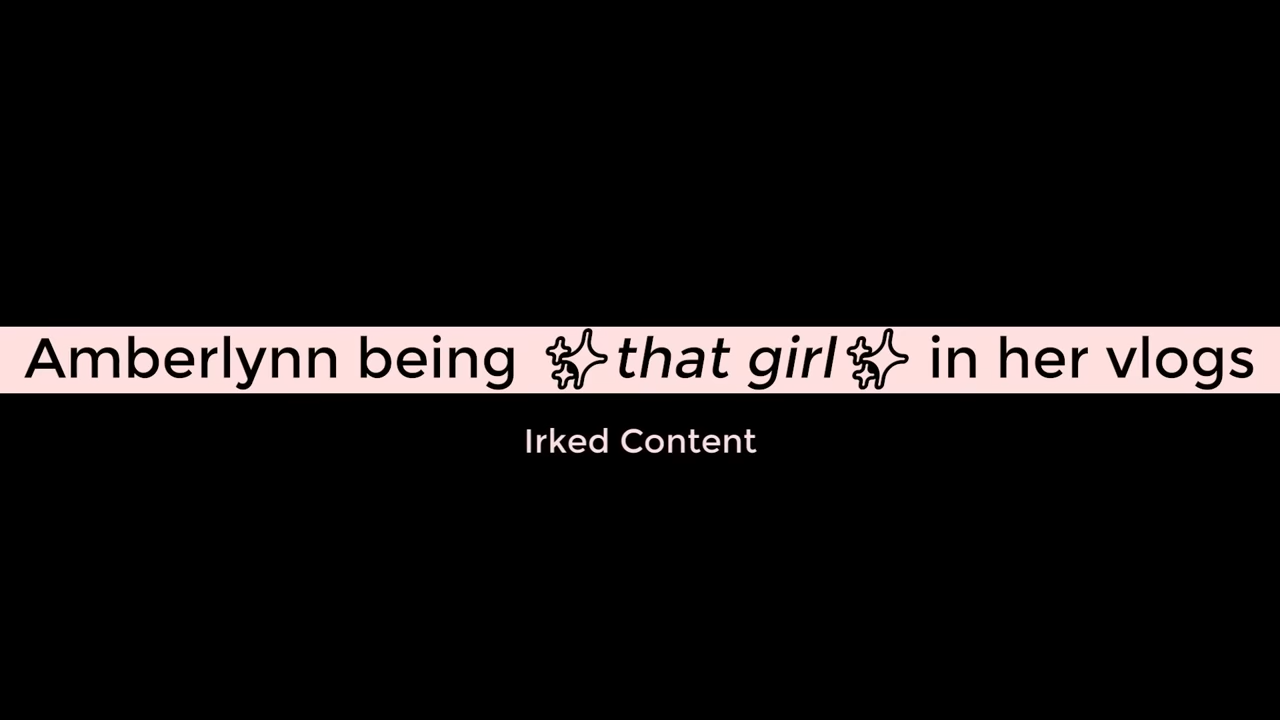 Amberlynn being ✨that girl✨ in her vlogs
Irked Content